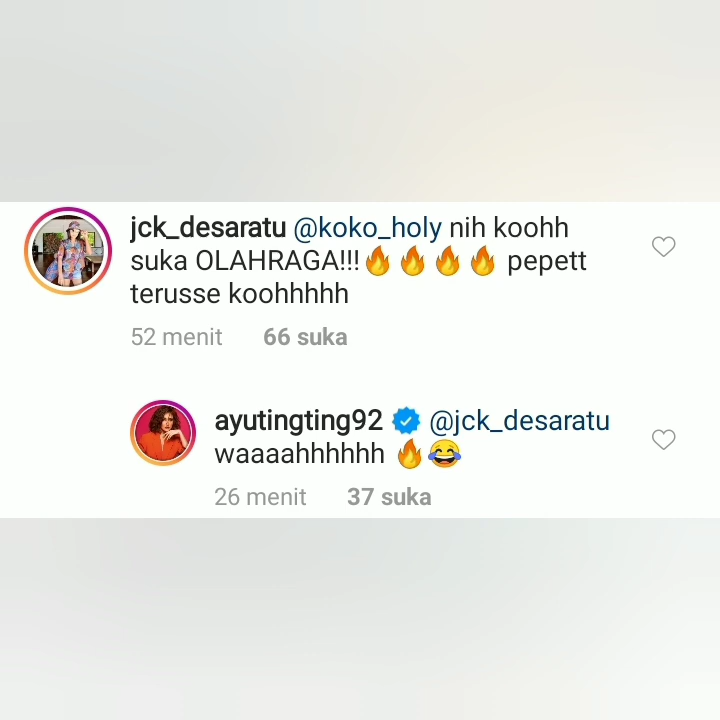 jck_desaratu @koko_holy nih koohh
suka OLAHRAGA!!!🔥🔥🔥🔥 pepett
terusse koohhhhh
52 menit 66 suka
ayutingting92 @jck_desaratu
waaaahhhhhh 🔥😂
26 menit 37 suka